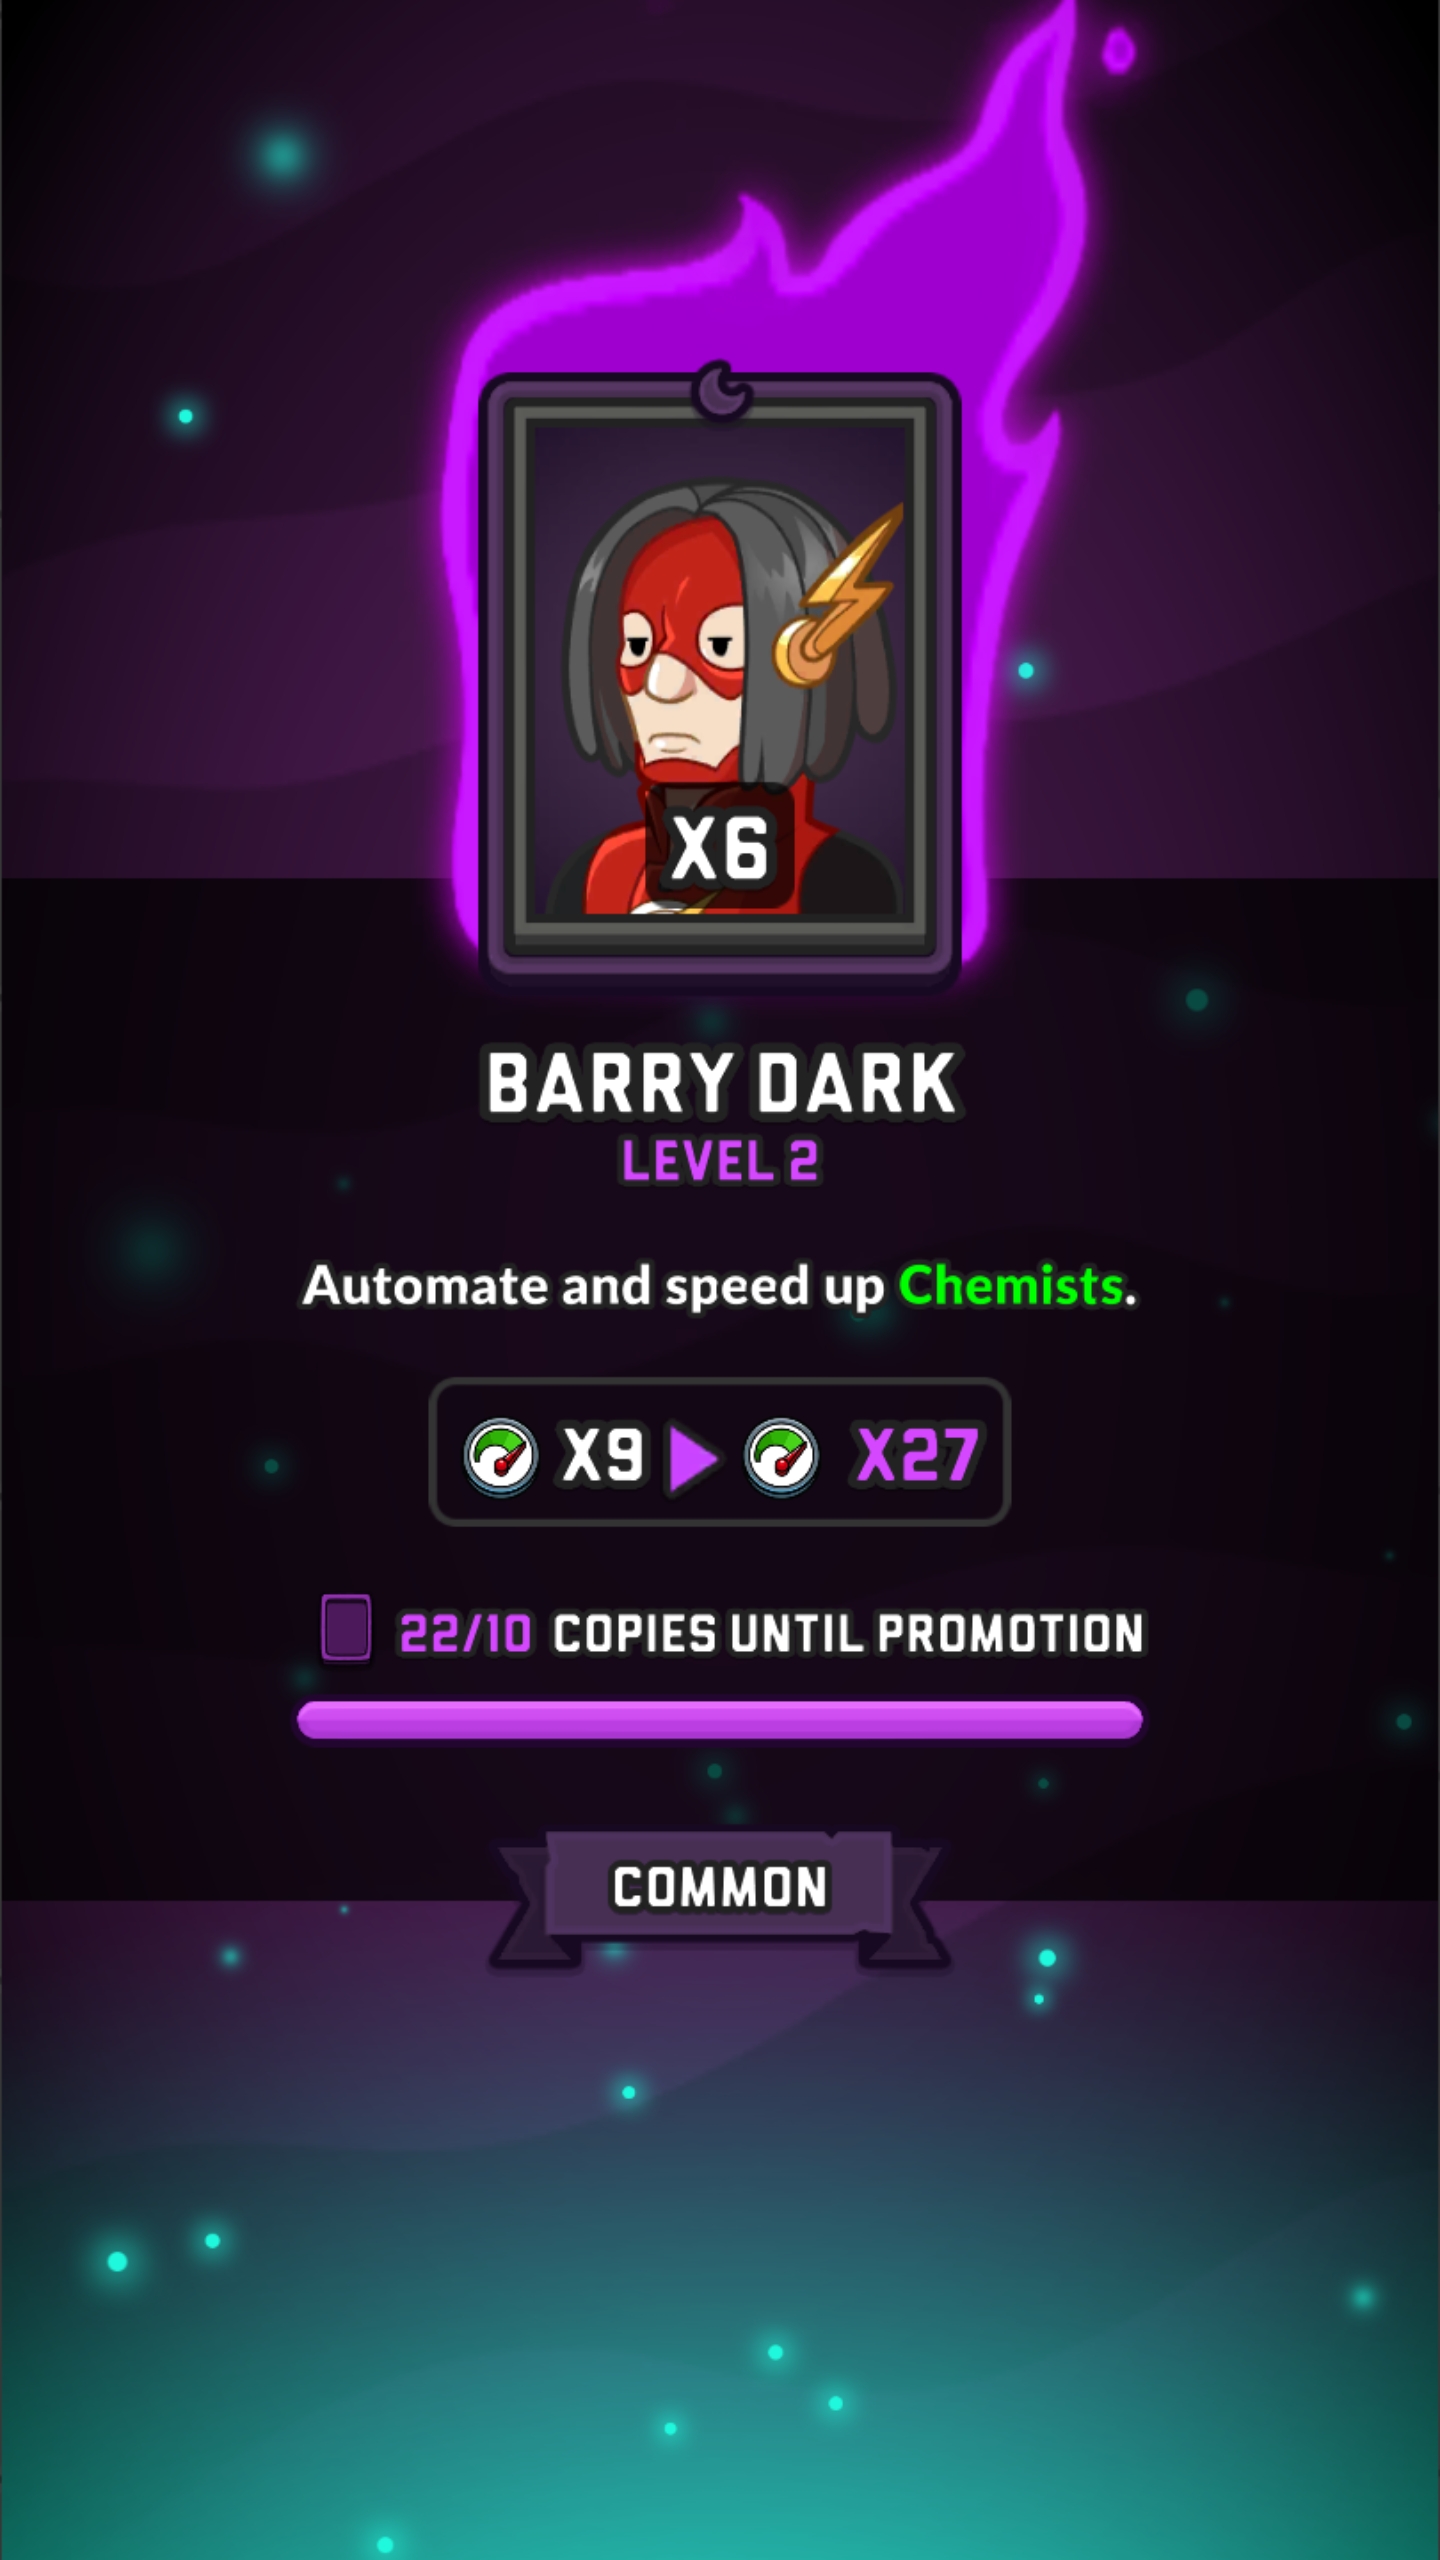 X6
BARRY DARK
LEVEL 2
Automate and speed up Chemists.
X9 X27
22/10 COPIES UNTIL PROMOTION
COMMON